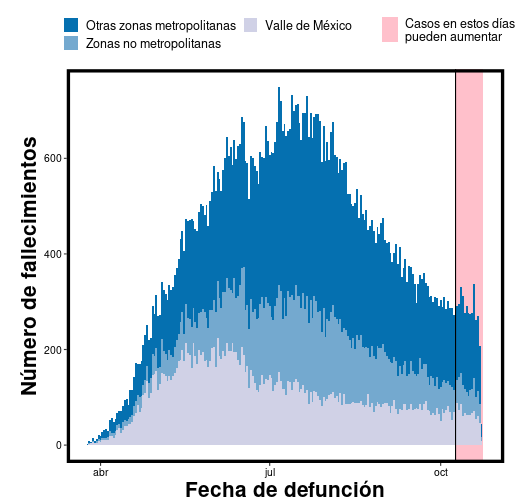 Otras zonas metropolitanas
Valle de México
Casos en estos días
pueden aumentar
Zonas no metropolitanas
Número de fallecimientos
600
400
200
0
abr
jul
oct
Fecha de defunción